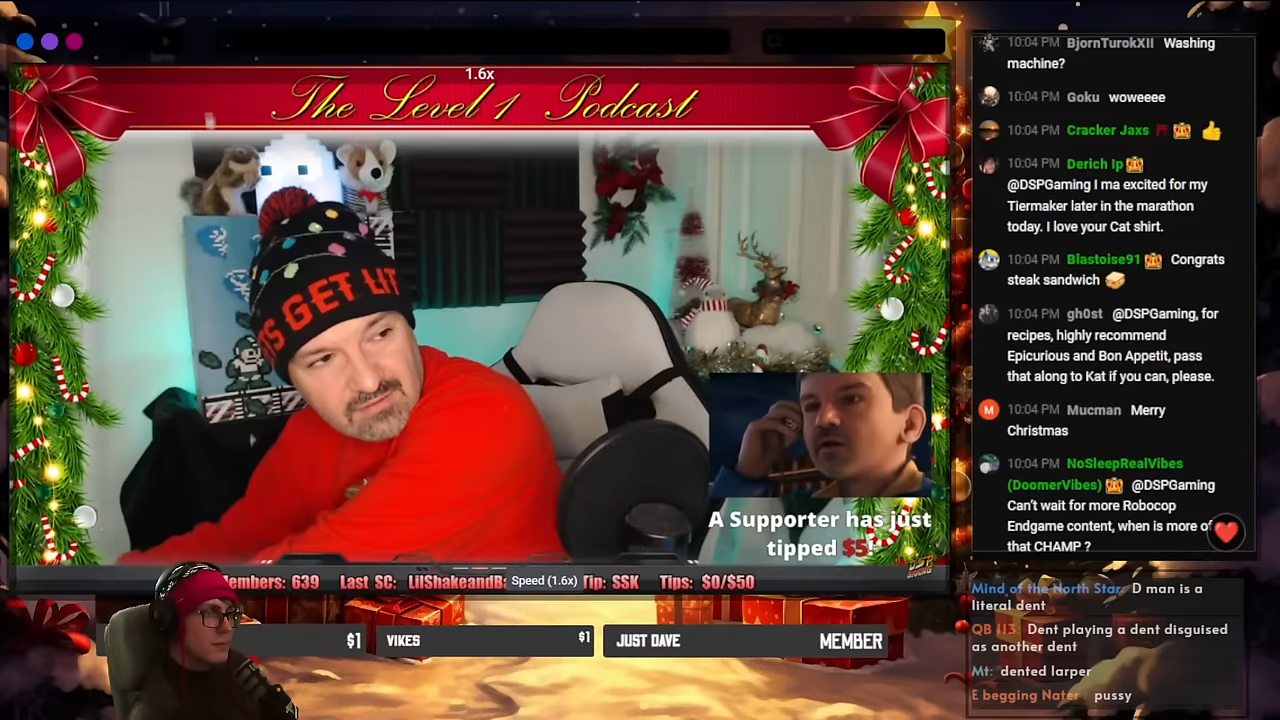 1.6x
The Level 1 Podcast
GET LIT
A Supporter has just
tipped $5!
DSP
GAMING
embers: 639 Last SC: LilShakeandB Tip: SSK Tips: $0/$50
Speed (1.6x)
$1
VIKES $1
JUST DAVE MEMBER
10:04 PM BjornTurokXII Washing
machine?
10:04 PM Goku woweeee
10:04 PM Cracker Jaxs
10:04 PM Derich Ip
@DSPGaming I ma excited for my
Tiermaker later in the marathon
today. I love your Cat shirt.
10:04 PM Blastoise91 Congrats
steak sandwich
10:04 PM gh0st @DSPGaming, for
recipes, highly recommend
Epicurious and Bon Appetit, pass
that along to Kat if you can, please.
M
10:04 PM Mucman Merry
Christmas
10:04 PM NoSleepRealVibes
(DoomerVibes) @DSPGaming
Can't wait for more Robocop
Endgame content, when is more of
that CHAMP ?
Mind of the North Star: D man is a
literal dent
QB 113: Dent playing a dent disguised
as another dent
Mt: dented larper
E begging Nater: pussy